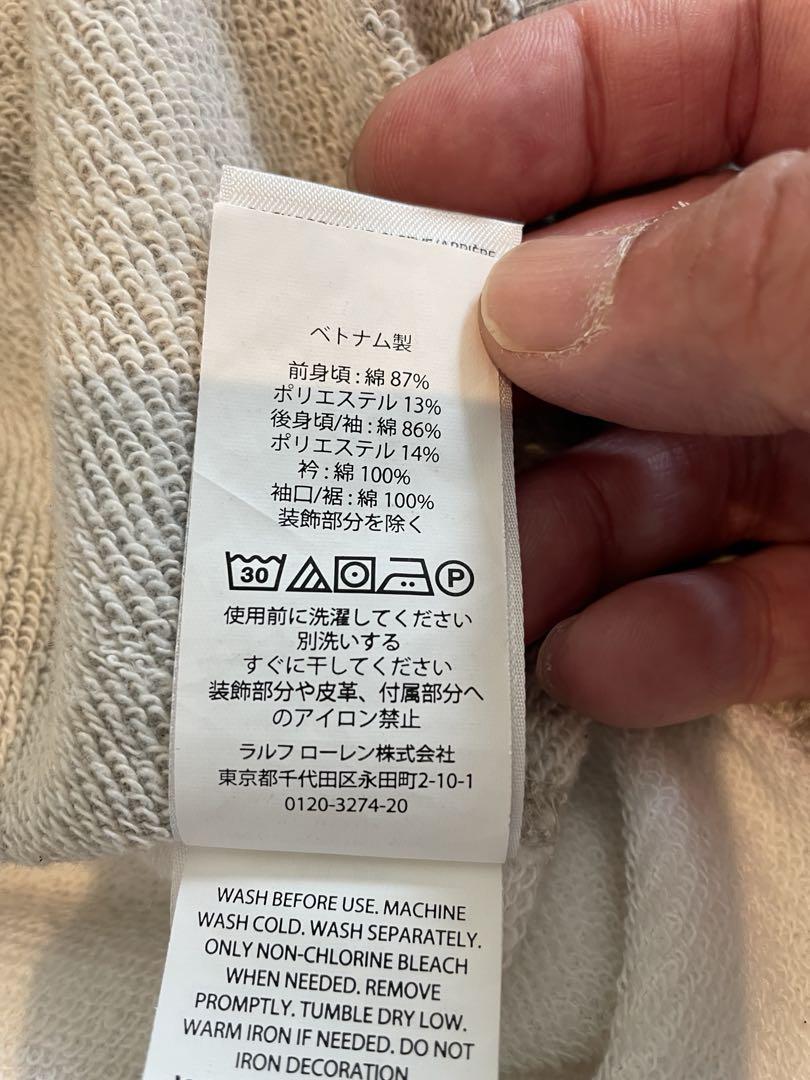 ベトナム製
前身頃 : 綿 87%
ポリエステル 13%
後身頃/袖 : 綿 86%
ポリエステル 14%
衿 : 綿 100%
袖口/裾 : 綿 100%
装飾部分を除く
30 P
使用前に洗濯してください
別洗いする
すぐに干してください
装飾部分や皮革、付属部分へ
のアイロン禁止
ラルフ ローレン株式会社
東京都千代田区永田町2-10-1
0120-3274-20
WASH BEFORE USE. MACHINE
WASH COLD. WASH SEPARATELY.
ONLY NON-CHLORINE BLEACH
WHEN NEEDED. REMOVE
PROMPTLY. TUMBLE DRY LOW.
WARM IRON IF NEEDED. DO NOT
IRON DECORATION